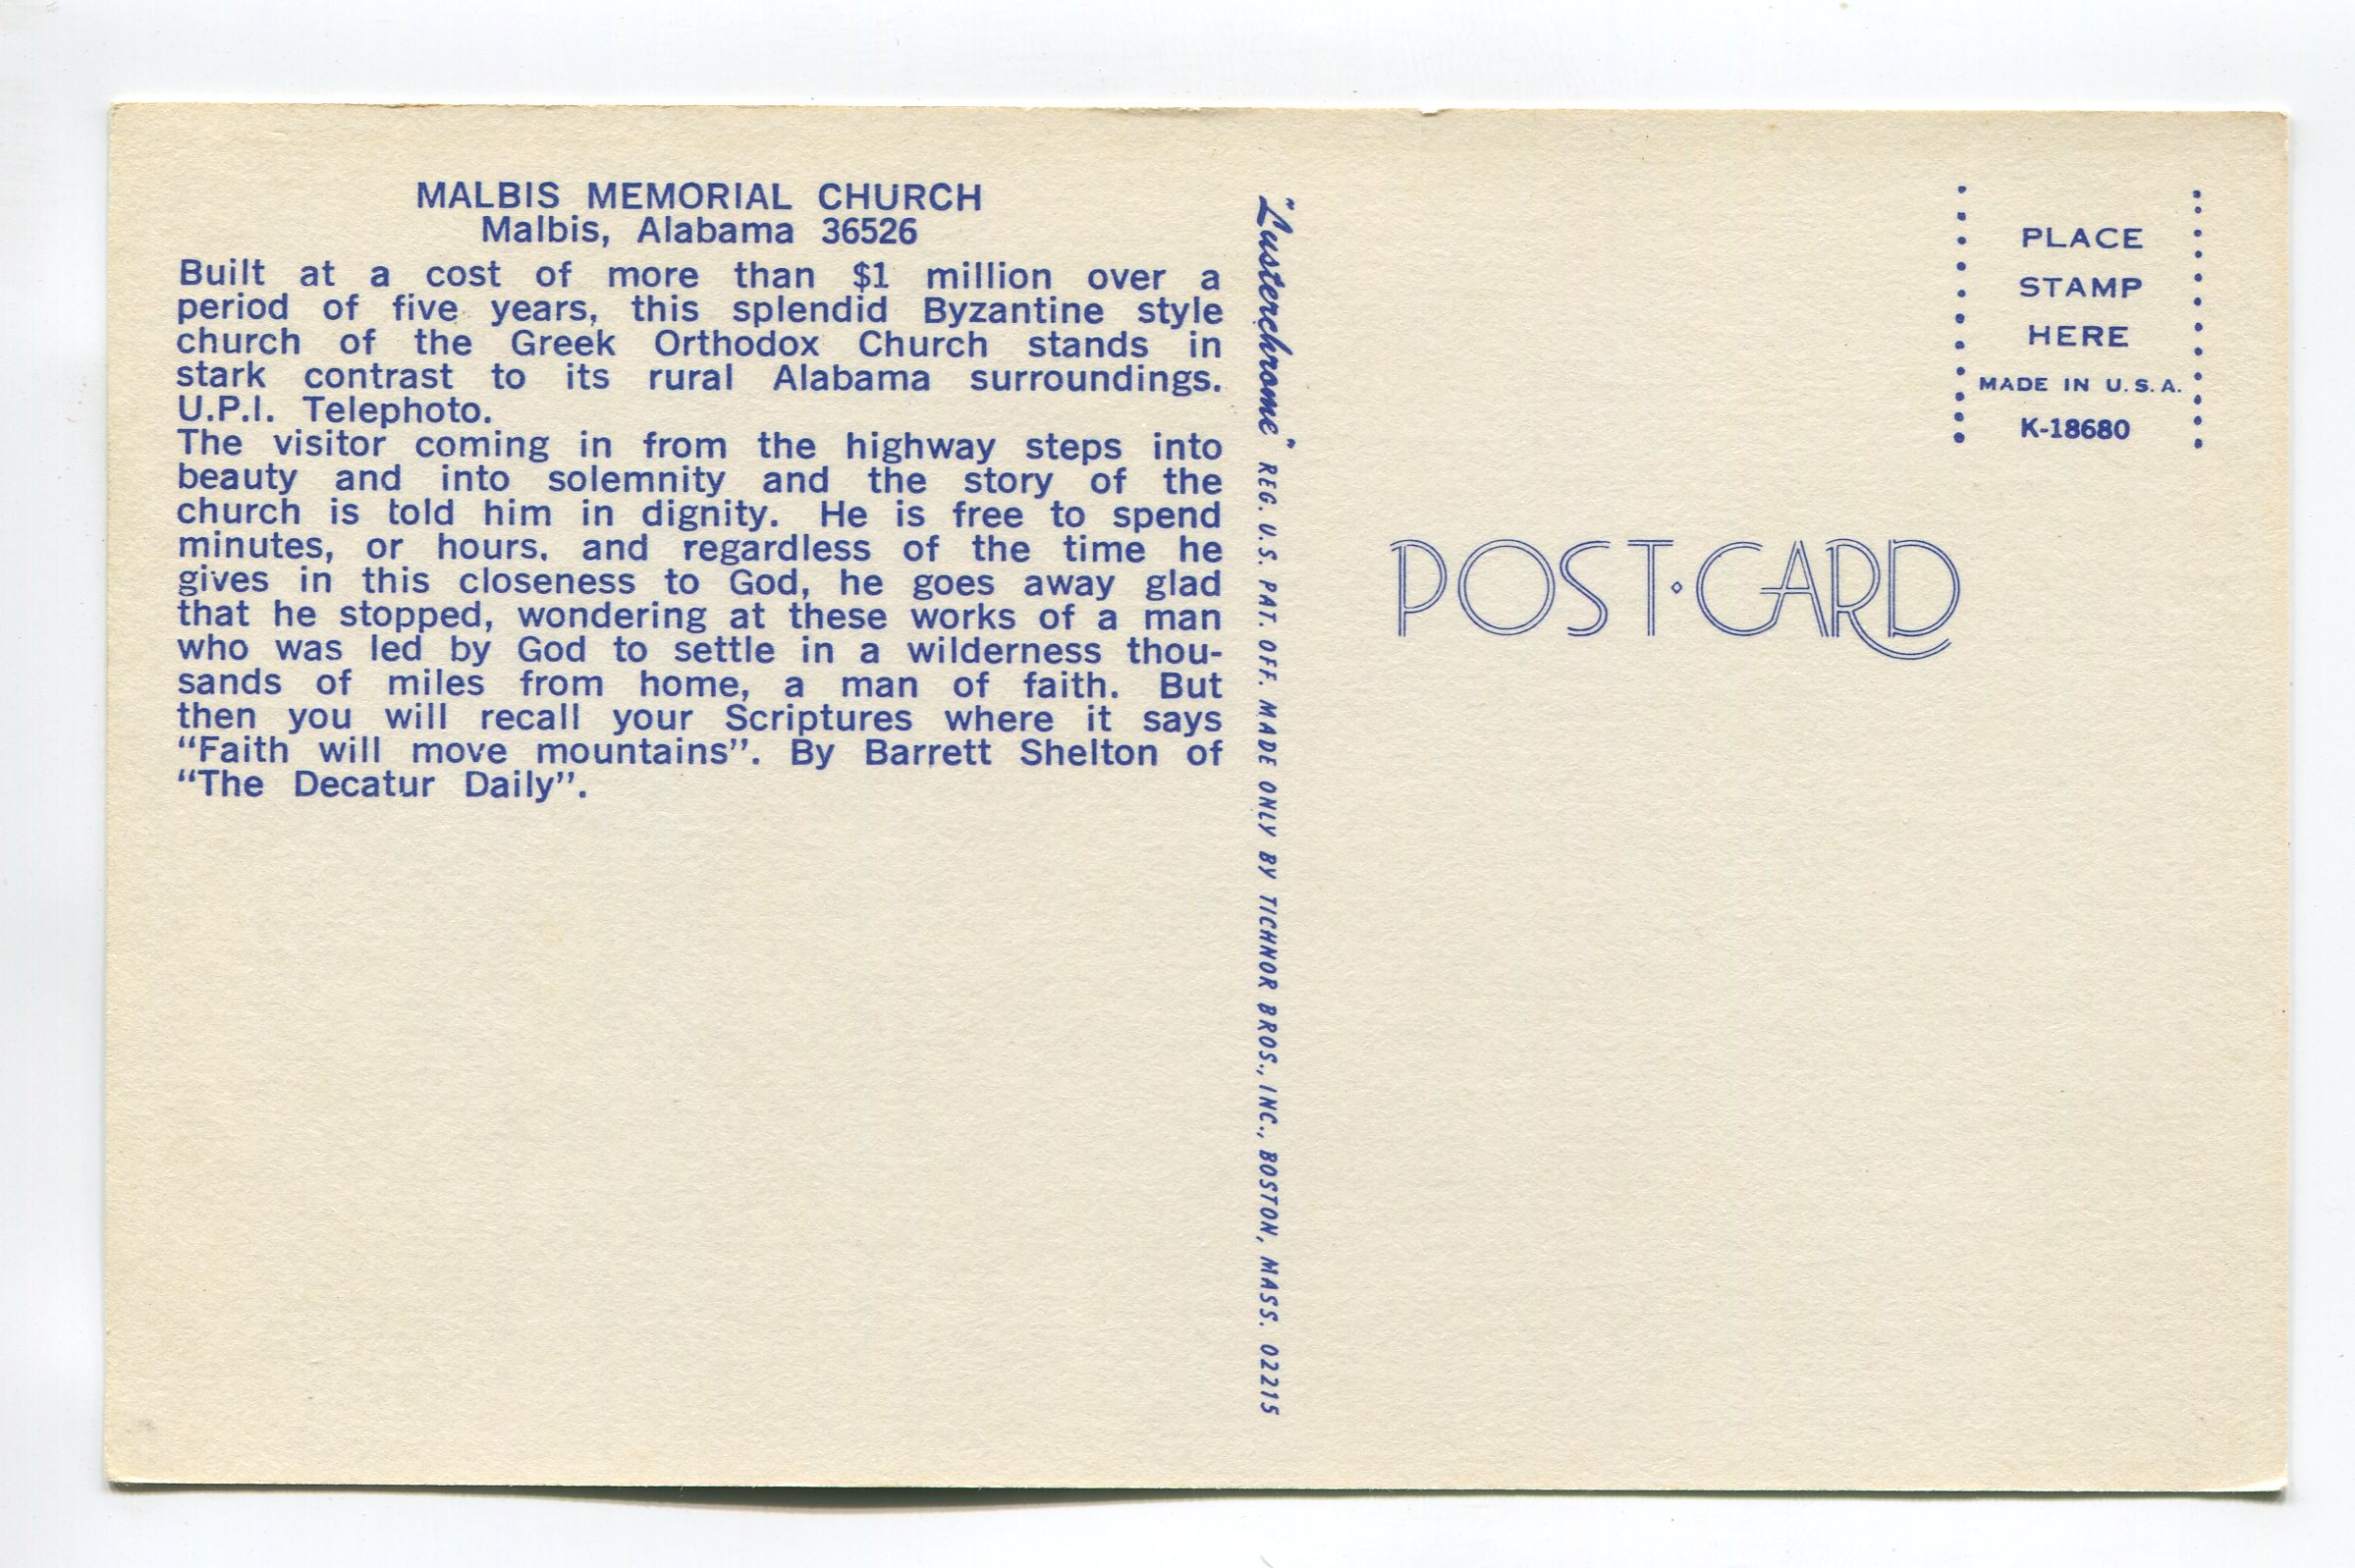 MALBIS MEMORIAL CHURCH
Malbis, Alabama 36526
Built at a cost of more than $1 million over a
period of five years, this splendid Byzantine style
church of the Greek Orthodox Church stands in
stark contrast to its rural Alabama surroundings.
U.P.I. Telephoto.
The visitor coming in from the highway steps into
beauty and into solemnity and the story of the
church is told him in dignity. He is free to spend
minutes, or hours. and regardless of the time he
gives in this closeness to God, he goes away glad
that he stopped, wondering at these works of a man
who was led by God to settle in a wilderness thou-
sands of miles from home, a man of faith. But
then you will recall your Scriptures where it says
“Faith will move mountains”. By Barrett Shelton of
“The Decatur Daily”.
"Lusterchrome" REG. U.S. PAT. OFF. MADE ONLY BY TICHNOR BROS., INC., BOSTON, MASS. 02215
PLACE
STAMP
HERE
MADE IN U.S.A.
K-18680
POST·CARD